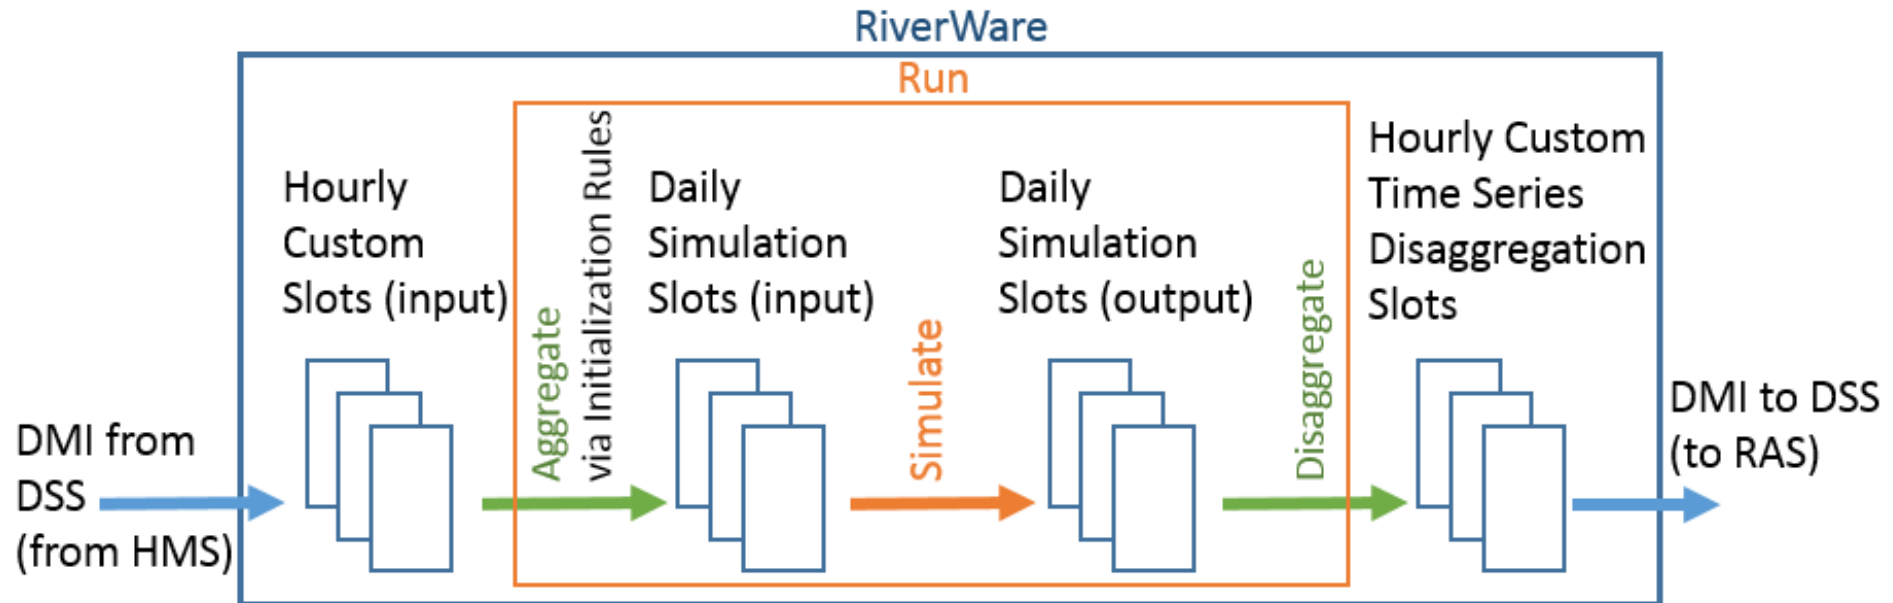 RiverWare
Run
DMI from
DSS
(from HMS)
Hourly
Custom
Slots (input)
Aggregate
via Initialization Rules
Daily
Simulation
Slots (input)
Simulate
Daily
Simulation
Slots (output)
Disaggregate
Hourly Custom
Time Series
Disaggregation
Slots
DMI to DSS
(to RAS)